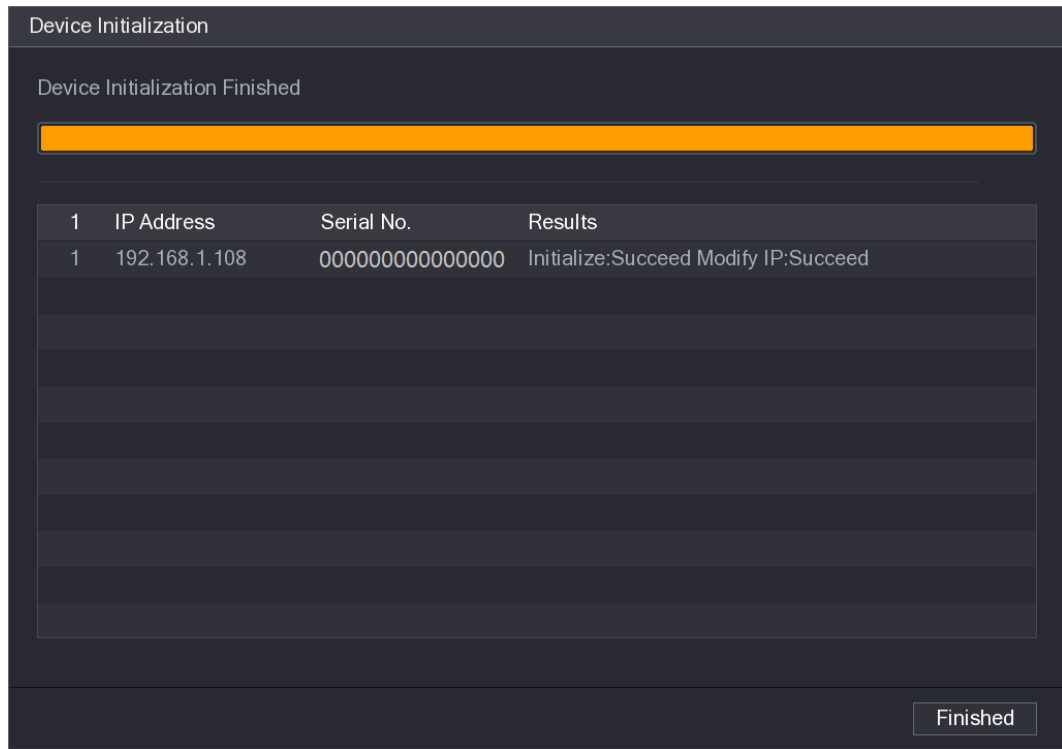 Device Initialization
Device Initialization Finished
1 IP Address Serial No. Results
1 192.168.1.108 000000000000000 Initialize:Succeed Modify IP:Succeed
Finished